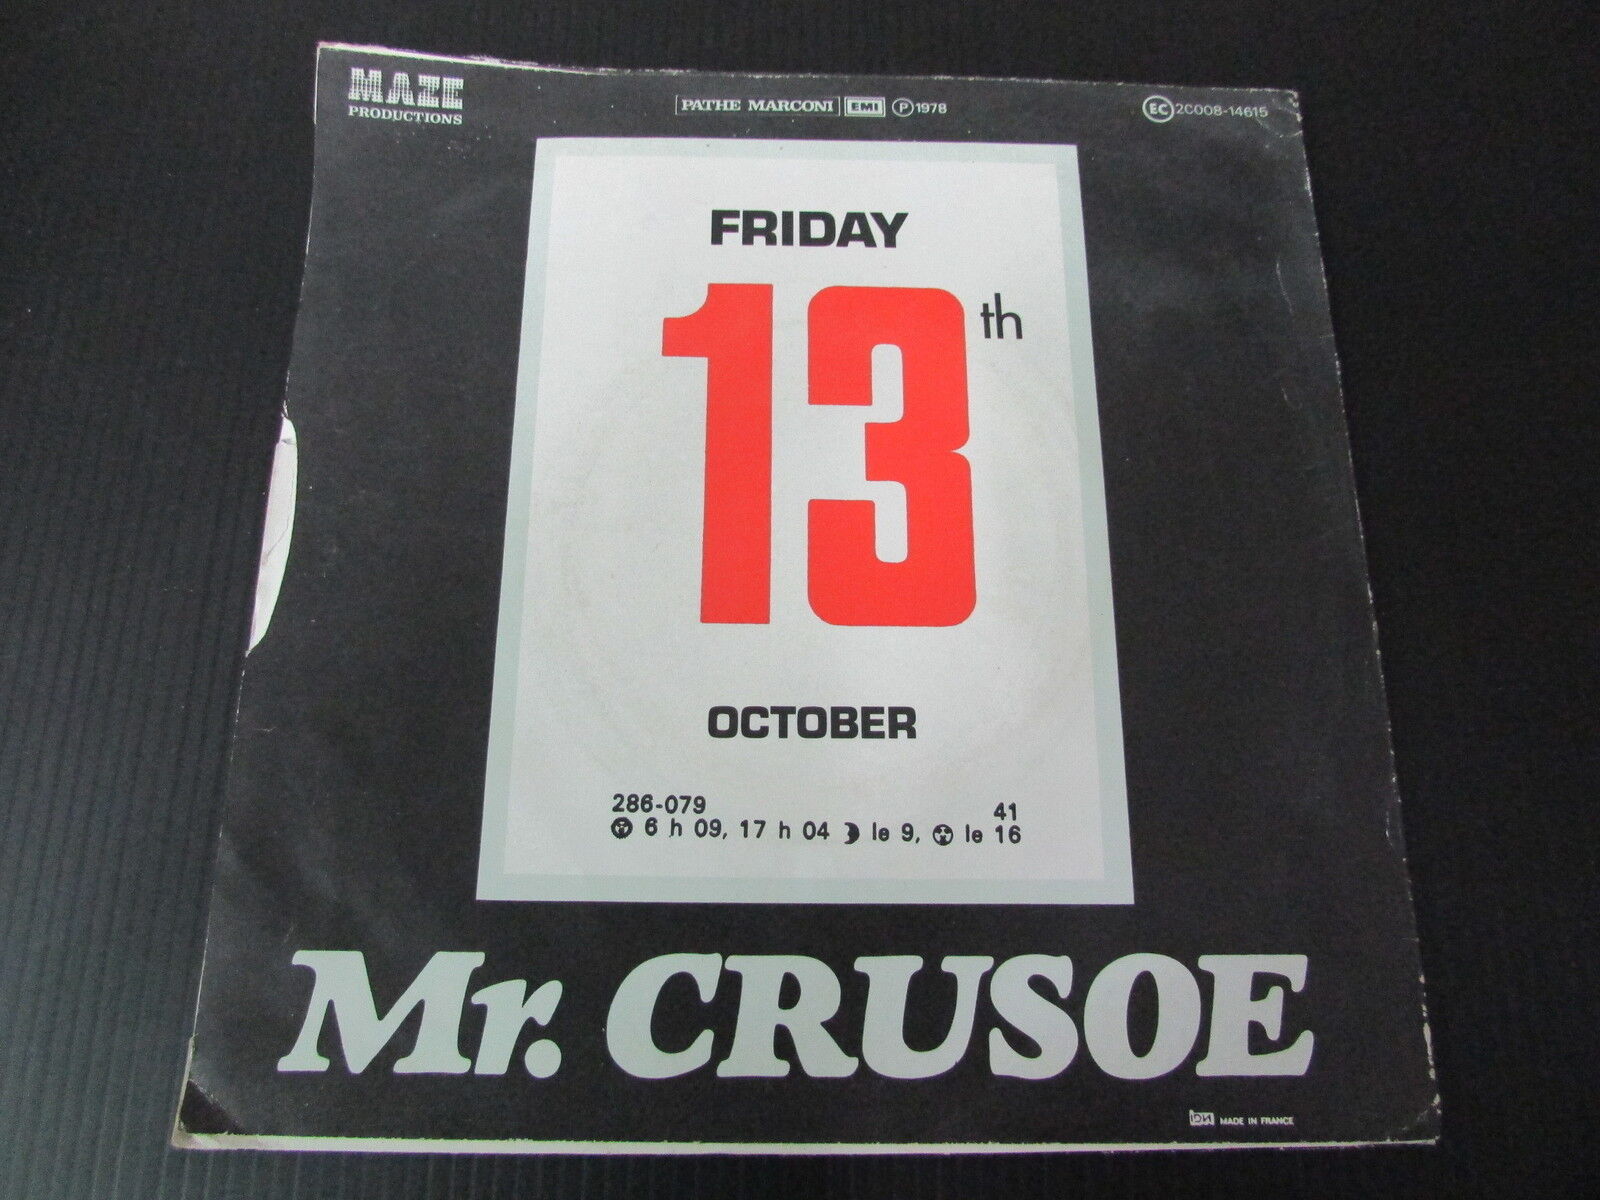 MAZE
PRODUCTIONS
PATHE MARCONI EMI Ⓟ 1978
EC 2C008-14615
FRIDAY
13th
OCTOBER
286-079 41
6 h 09, 17 h 04 le 9, le 16
Mr. CRUSOE
MADE IN FRANCE